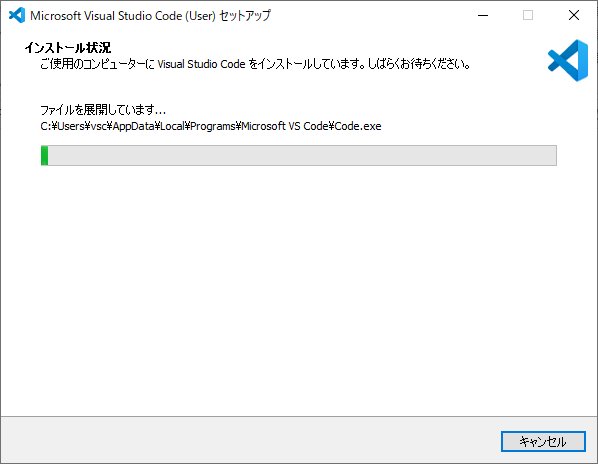 Microsoft Visual Studio Code (User) セットアップ
インストール状況
ご使用のコンピューターに Visual Studio Code をインストールしています。しばらくお待ちください。
ファイルを展開しています...
C:¥Users¥vsc¥AppData¥Local¥Programs¥Microsoft VS Code¥Code.exe
キャンセル